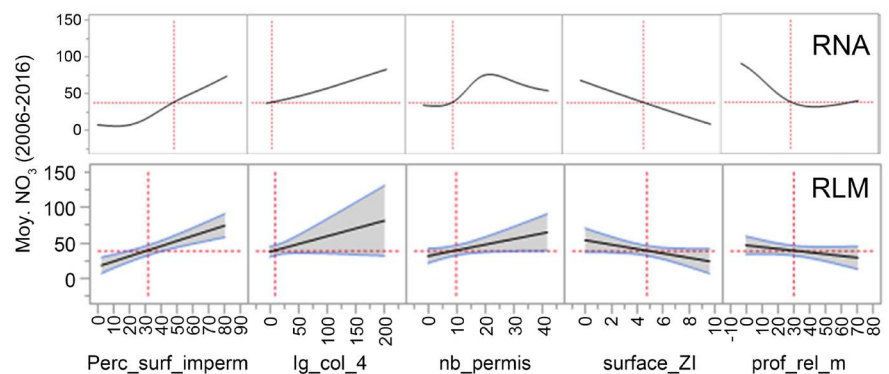 150
100
50
0
RNA
Moy. NO3 (2006-2016)
150
100
50
0
RLM
0 10 20 30 40 50 60 70 80 90
0 50 100 150 200
0 10 20 30 40
0 2 4 6 8 10
-10 0 10 20 30 40 50 60 70 80
Perc_surf_imperm lg_col_4 nb_permis surface_ZI prof_rel_m